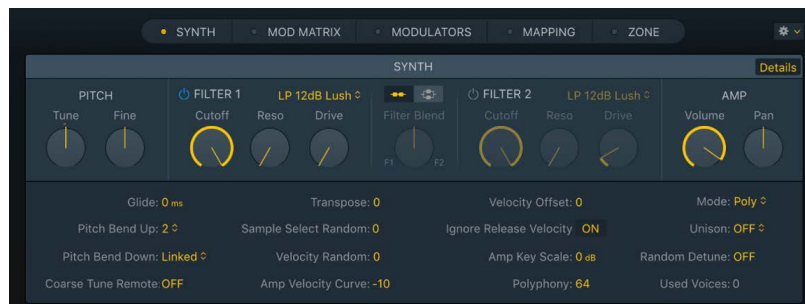 SYNTH MOD MATRIX MODULATORS MAPPING ZONE
SYNTH Details
PITCH FILTER 1 LP 12dB Lush FILTER 2 LP 12dB Lush AMP
Tune Fine Cutoff Reso Drive Filter Blend Cutoff Reso Drive Volume Pan
F1 F2
Glide: 0 ms Transpose: 0 Velocity Offset: 0 Mode: Poly
Pitch Bend Up: 2 Sample Select Random: 0 Ignore Release Velocity ON Unison: OFF
Pitch Bend Down: Linked Velocity Random: 0 Amp Key Scale: 0 dB Random Detune: OFF
Coarse Tune Remote: OFF Amp Velocity Curve: -10 Polyphony: 64 Used Voices: 0